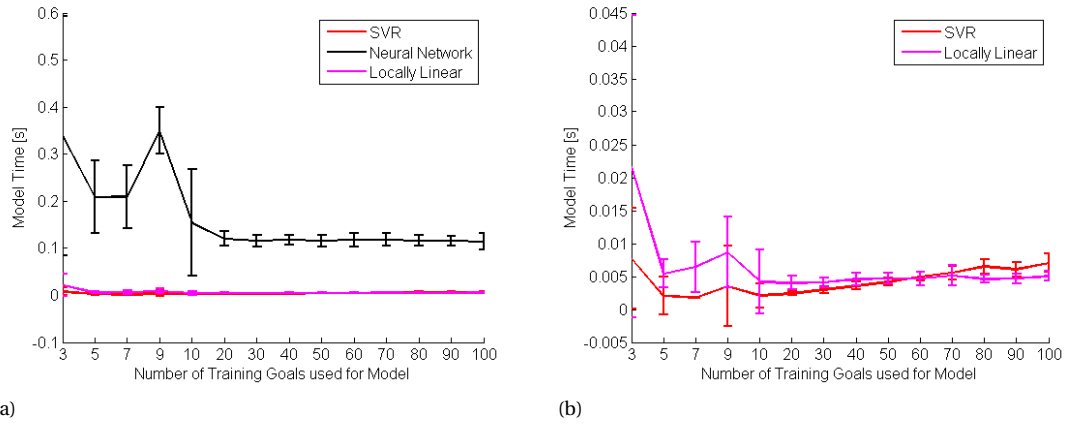 0.6
0.5
0.4
0.3
0.2
0.1
0
-0.1
Model Time [s]
SVR
Neural Network
Locally Linear
3 5 7 9 10 20 30 40 50 60 70 80 90 100
Number of Training Goals used for Model
a)
0.045
0.04
0.035
0.03
0.025
0.02
0.015
0.01
0.005
0
-0.005
Model Time [s]
SVR
Locally Linear
3 5 7 9 10 20 30 40 50 60 70 80 90 100
Number of Training Goals used for Model
(b)